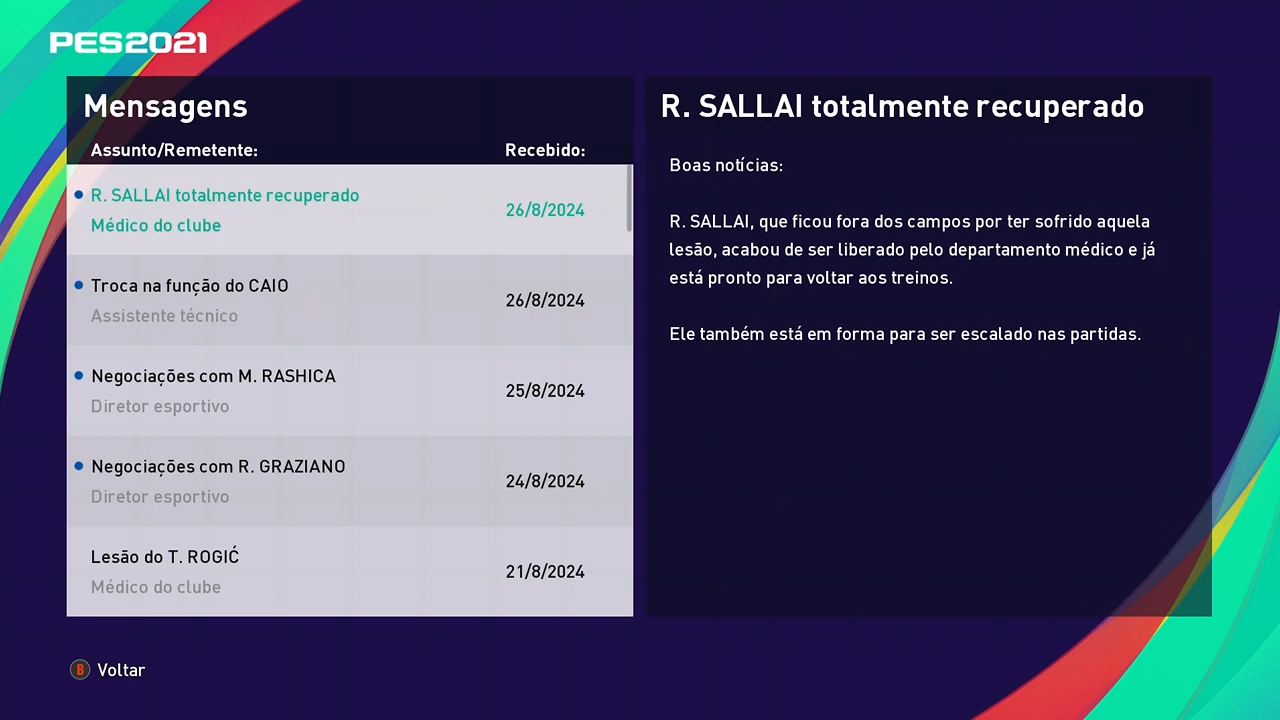 PES2021
Mensagens
Assunto/Remetente: Recebido:
R. SALLAI totalmente recuperado
Médico do clube
26/8/2024
Troca na função do CAIO
Assistente técnico
26/8/2024
Negociações com M. RASHICA
Diretor esportivo
25/8/2024
Negociações com R. GRAZIANO
Diretor esportivo
24/8/2024
Lesão do T. ROGIĆ
Médico do clube
21/8/2024
R. SALLAI totalmente recuperado
Boas notícias:
R. SALLAI, que ficou fora dos campos por ter sofrido aquela
lesão, acabou de ser liberado pelo departamento médico e já
está pronto para voltar aos treinos.
Ele também está em forma para ser escalado nas partidas.
B Voltar